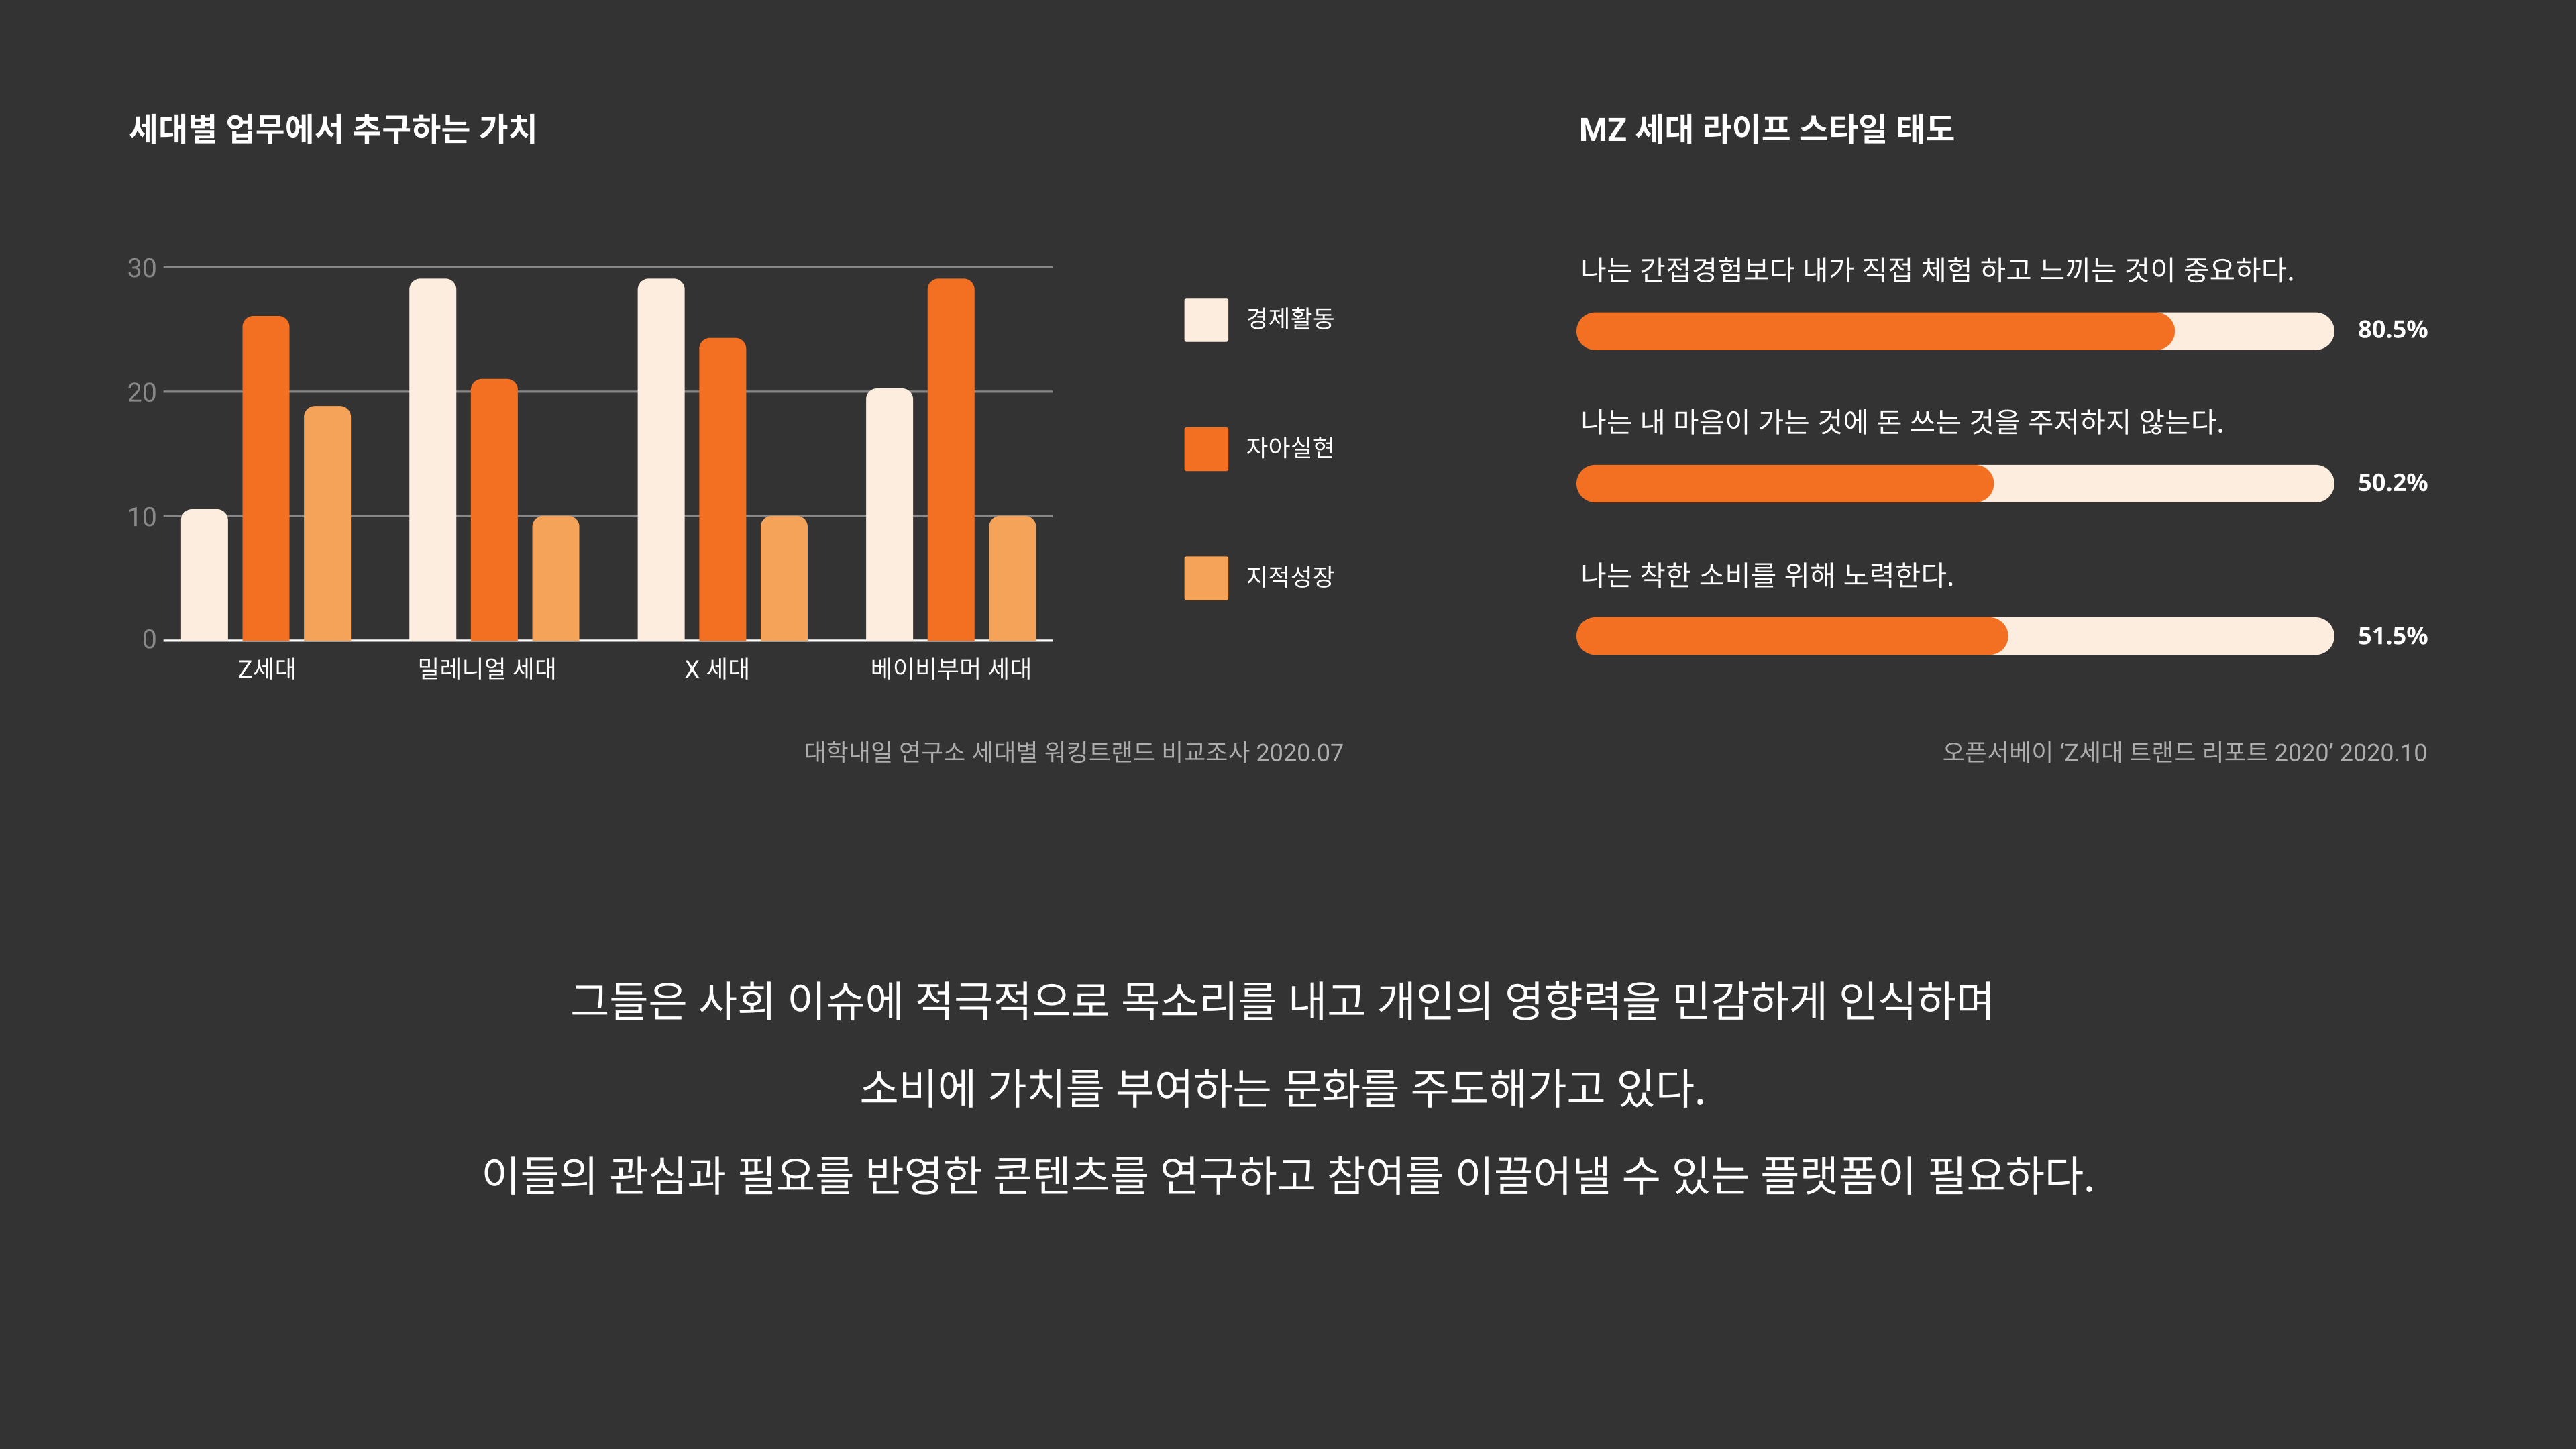 세대별 업무에서 추구하는 가치
30
20
10
0
Z세대
밀레니얼 세대
X 세대
베이비부머 세대
경제활동
자아실현
지적성장
대학내일 연구소 세대별 워킹트랜드 비교조사 2020.07
MZ 세대 라이프 스타일 태도
나는 간접경험보다 내가 직접 체험 하고 느끼는 것이 중요하다.
80.5%
나는 내 마음이 가는 것에 돈 쓰는 것을 주저하지 않는다.
50.2%
나는 착한 소비를 위해 노력한다.
51.5%
오픈서베이 ‘Z세대 트랜드 리포트 2020’ 2020.10
그들은 사회 이슈에 적극적으로 목소리를 내고 개인의 영향력을 민감하게 인식하며
소비에 가치를 부여하는 문화를 주도해가고 있다.
이들의 관심과 필요를 반영한 콘텐츠를 연구하고 참여를 이끌어낼 수 있는 플랫폼이 필요하다.